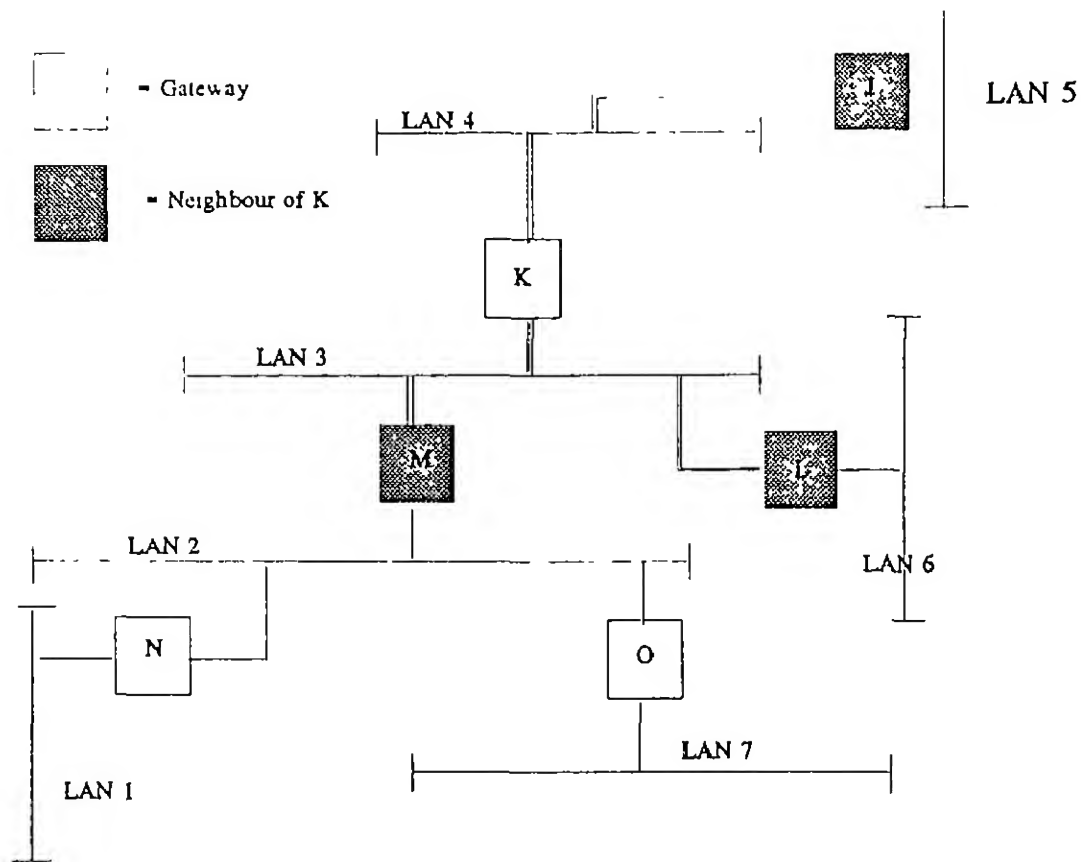 = Gateway
LAN 4
LAN 5
= Neighbour of K
K
LAN 3
M
L
LAN 2
LAN 6
N
O
LAN 7
LAN 1